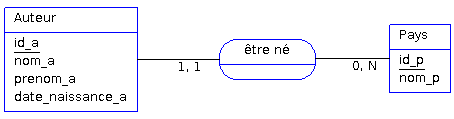 Auteur
id_a
nom_a
prenom_a
date_naissance_a
1, 1
être né
0, N
Pays
id_p
nom_p